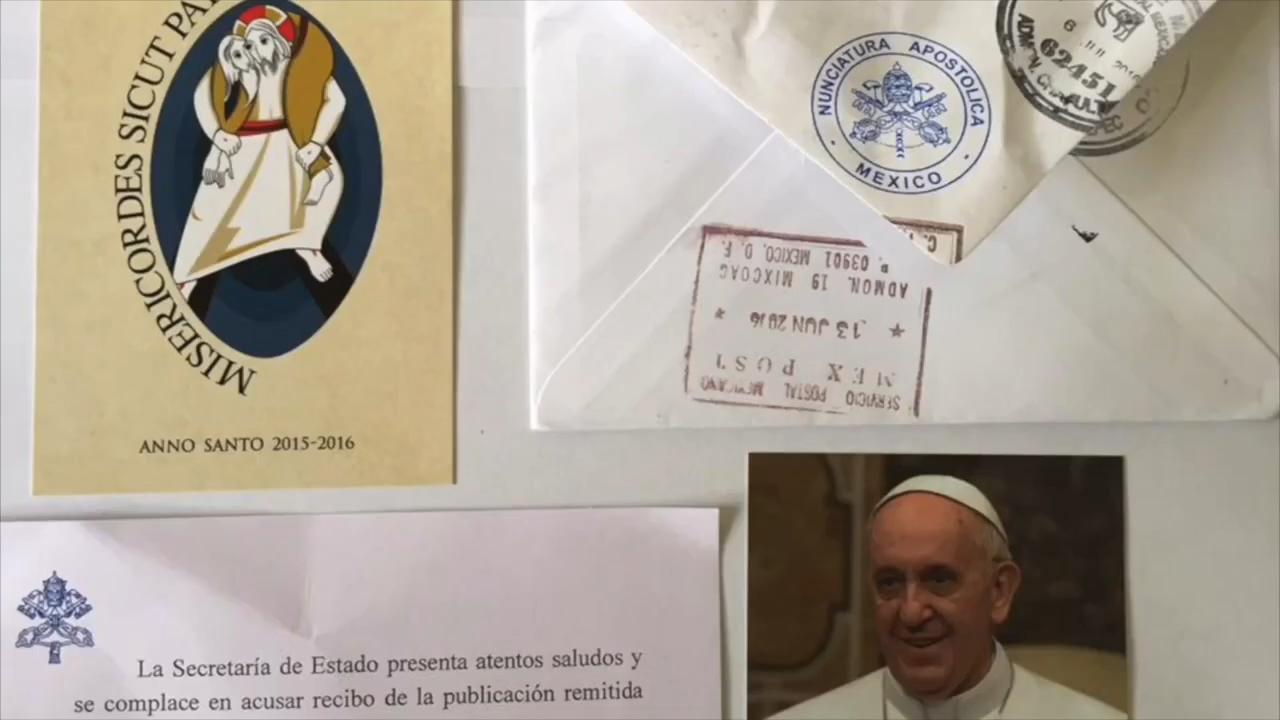 MISERICORDES SICUT PA
ANNO SANTO 2015-2016
NUNCIATURA APOSTOLICA
MEXICO
62451
C.
P. 03901 MEXICO, D. F.
ADMON. 19 MIXCOAC
★ 13 JUN 2016 ★
MEX POST
SERVICIO POSTAL MEXICANO
La Secretaría de Estado presenta atentos saludos y
se complace en acusar recibo de la publicación remitida